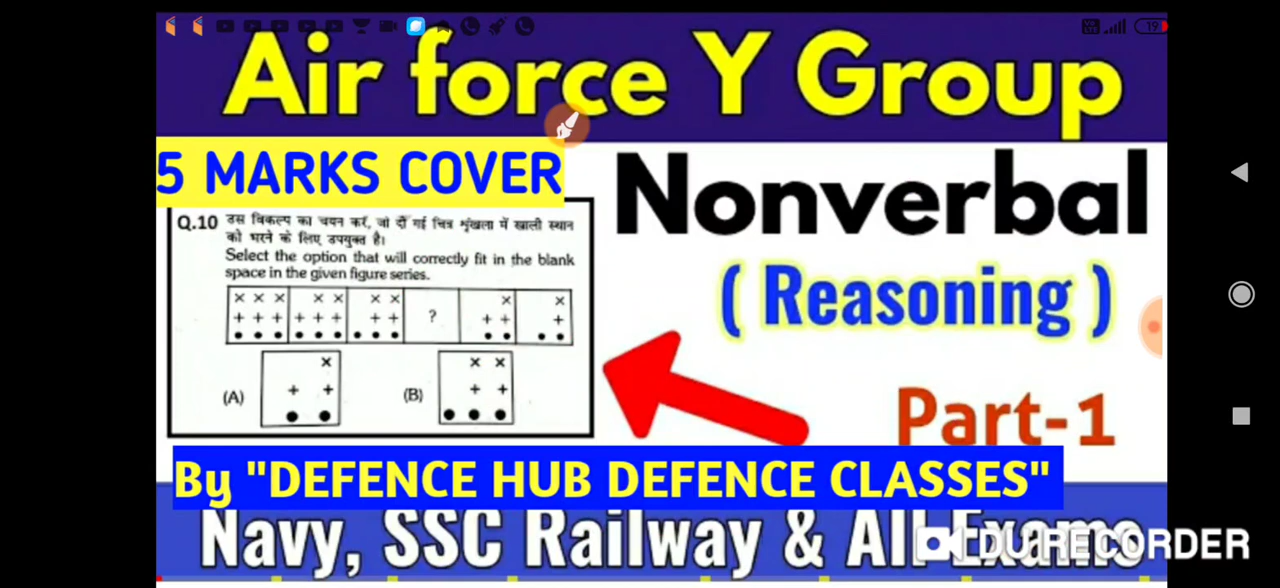 19
Air force Y Group
5 MARKS COVER
Nonverbal
( Reasoning )
Part-1
Q.10 उस विकल्प का चयन करें, जो दी गई चित्र श्रृंखला में खाली स्थान
को भरने के लिए उपयुक्त है।
Select the option that will correctly fit in the blank
space in the given figure series.
× × × × × × × × ×
+ + + + + + + + ? + + +
● ● ● ● ● ● ● ● ● ● ● ● ●
(A) × + + ● ●
(B) × × + + ● ● ●
By "DEFENCE HUB DEFENCE CLASSES"
Navy, SSC Railway & All Exams
DU RECORDER